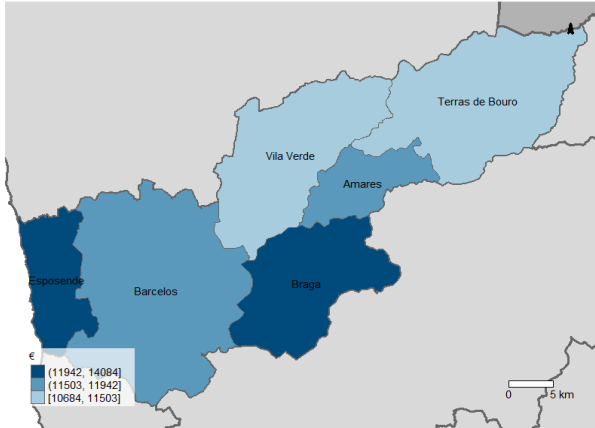 Terras de Bouro
Vila Verde
Amares
Esposende
Barcelos
Braga
€
(11942, 14084]
(11503, 11942]
[10684, 11503]
0 5 km